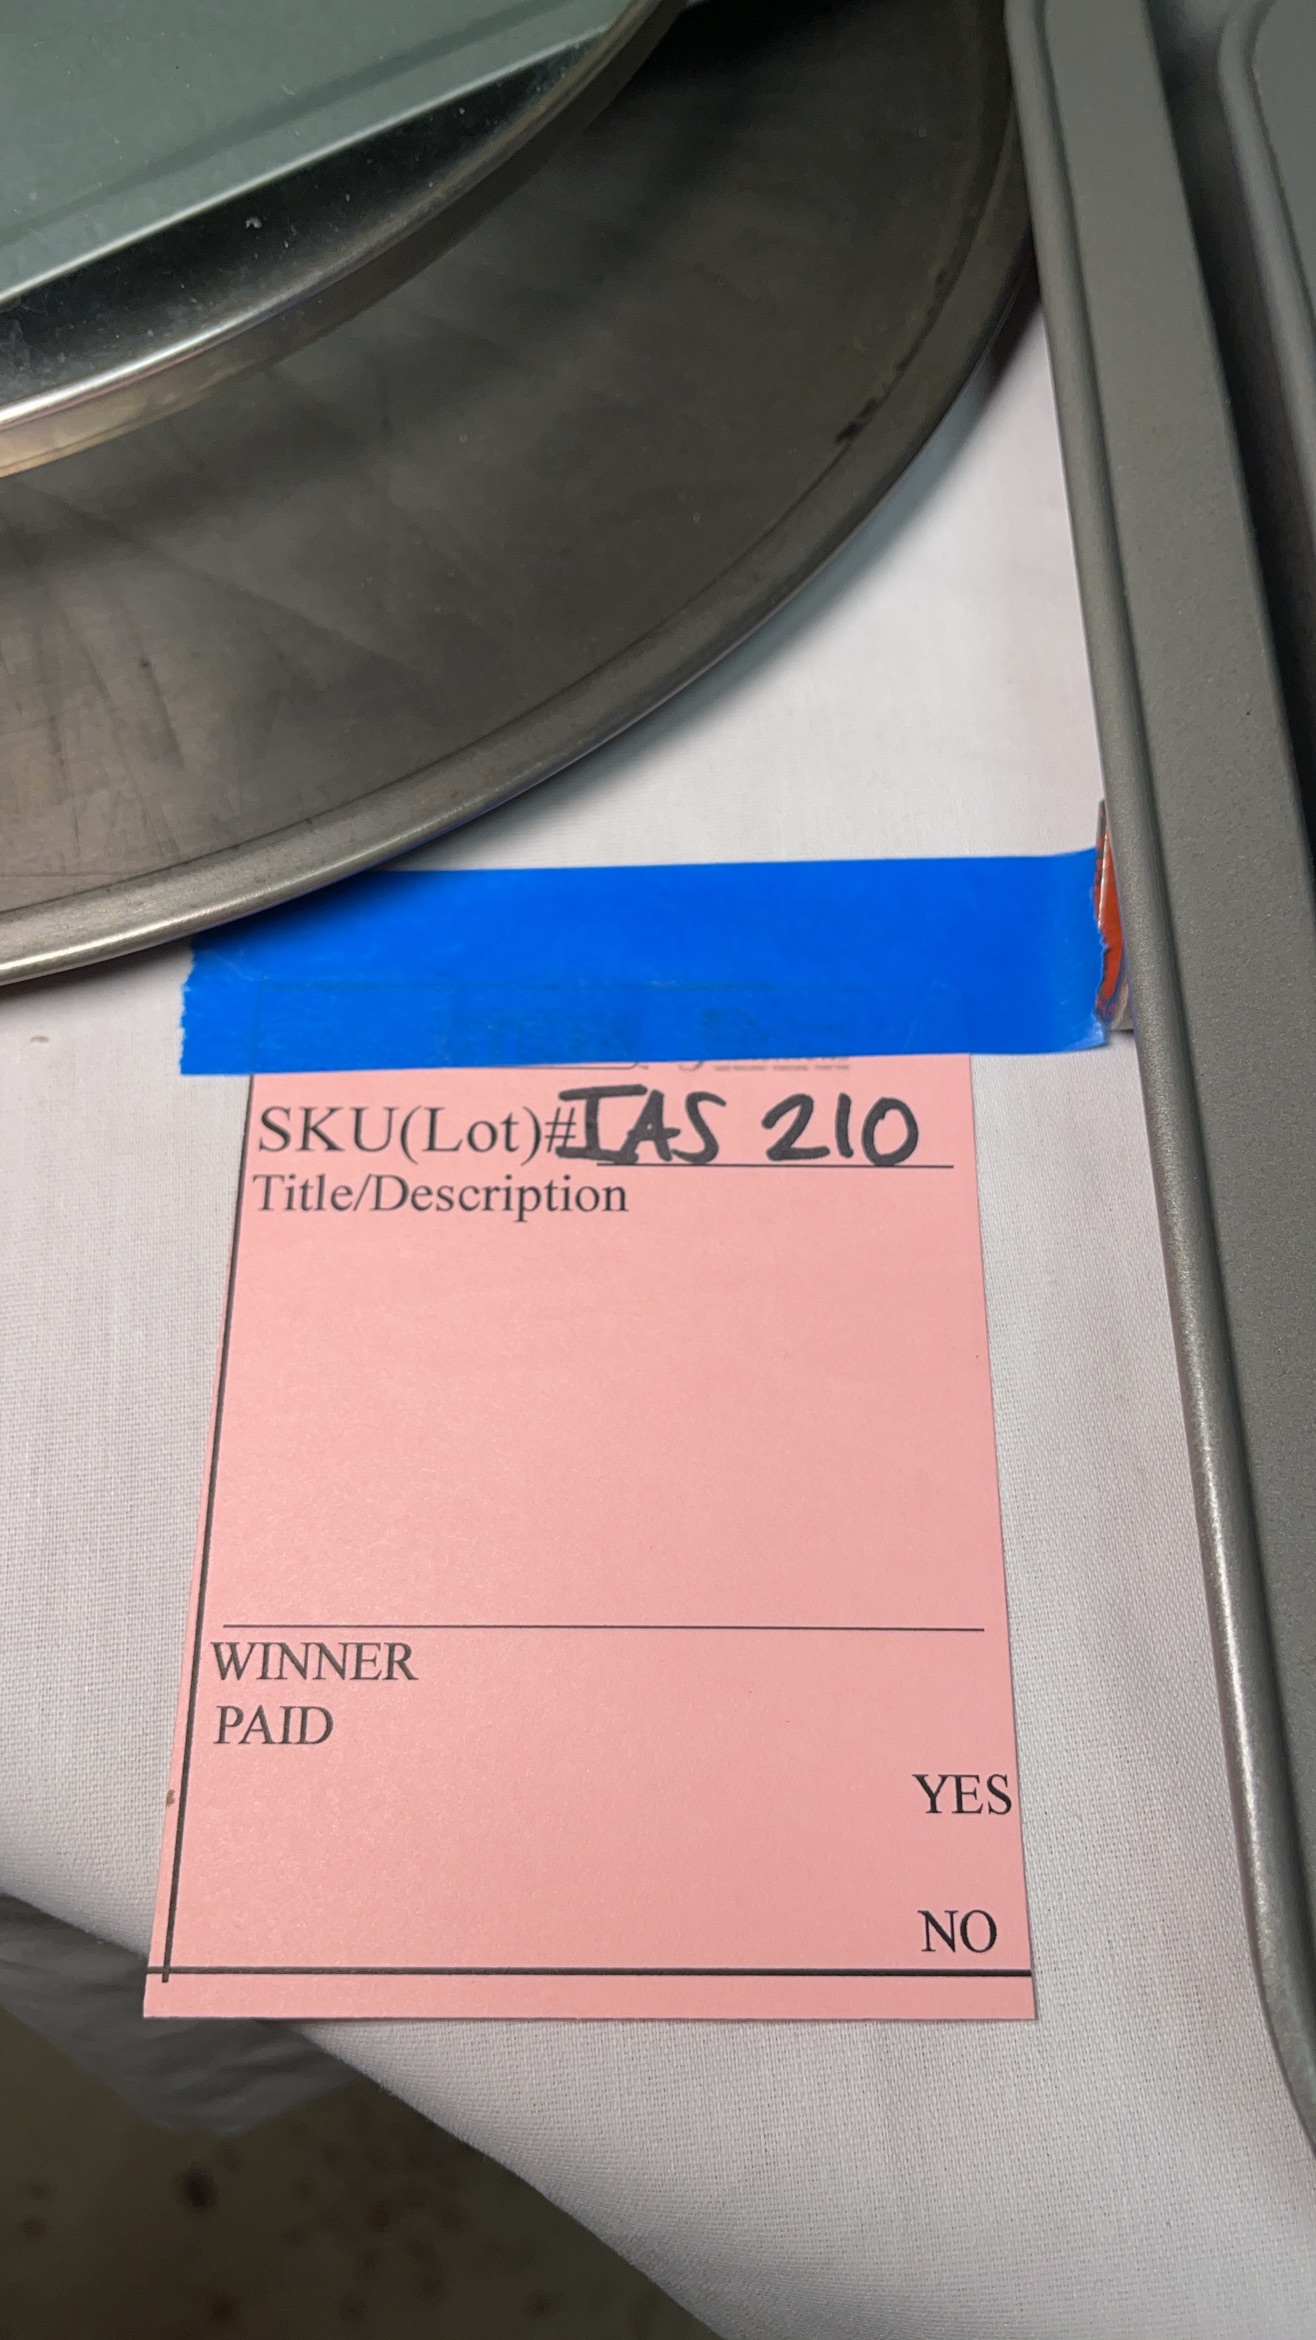 SKU(Lot)#IAS 210
Title/Description
WINNER
PAID
YES
NO